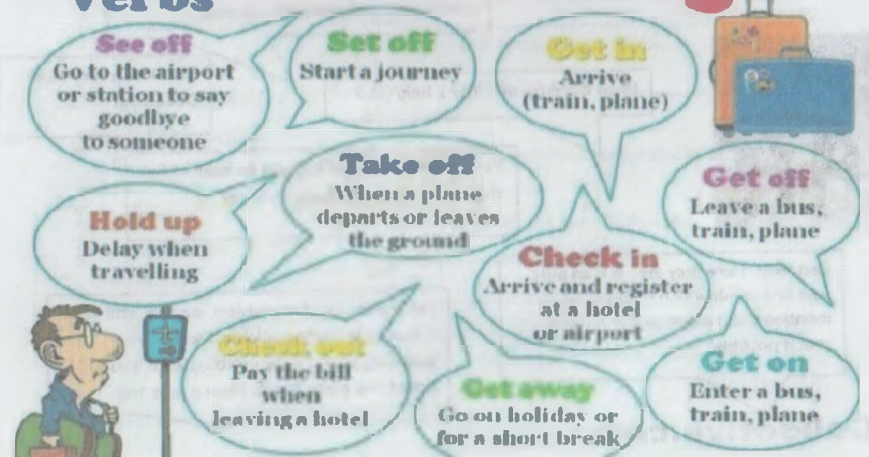 Verbs
See off
Go to the airport
or station to say
goodbye
to someone
Set off
Start a journey
Get in
Arrive
(train, plane)
Take off
When a plane
departs or leaves
the ground
Get off
Leave a bus,
train, plane
Hold up
Delay when
travelling
Check in
Arrive and register
at a hotel
or airport
Check out
Pay the bill
when
leaving a hotel
Get away
Go on holiday or
for a short break
Get on
Enter a bus,
train, plane